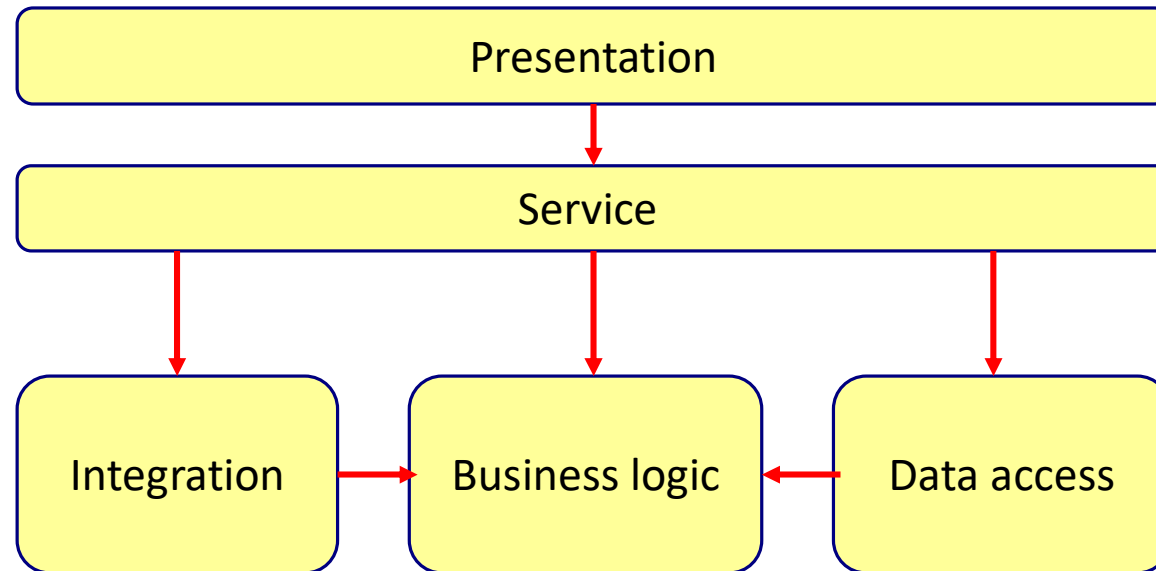 Presentation
Service
Integration
Business logic
Data access